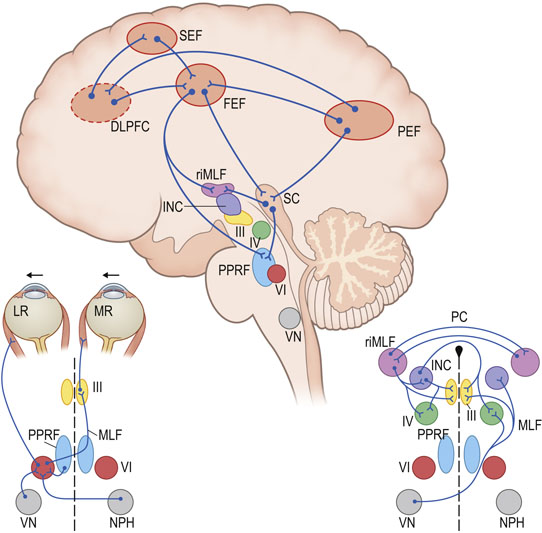 SEF
FEF
DLPFC
PEF
riMLF
INC
SC
III
IV
PPRF
VI
VN
LR
MR
III
PPRF
MLF
VI
VN
NPH
PC
riMLF
INC
III
IV
MLF
PPRF
VI
VN
NPH